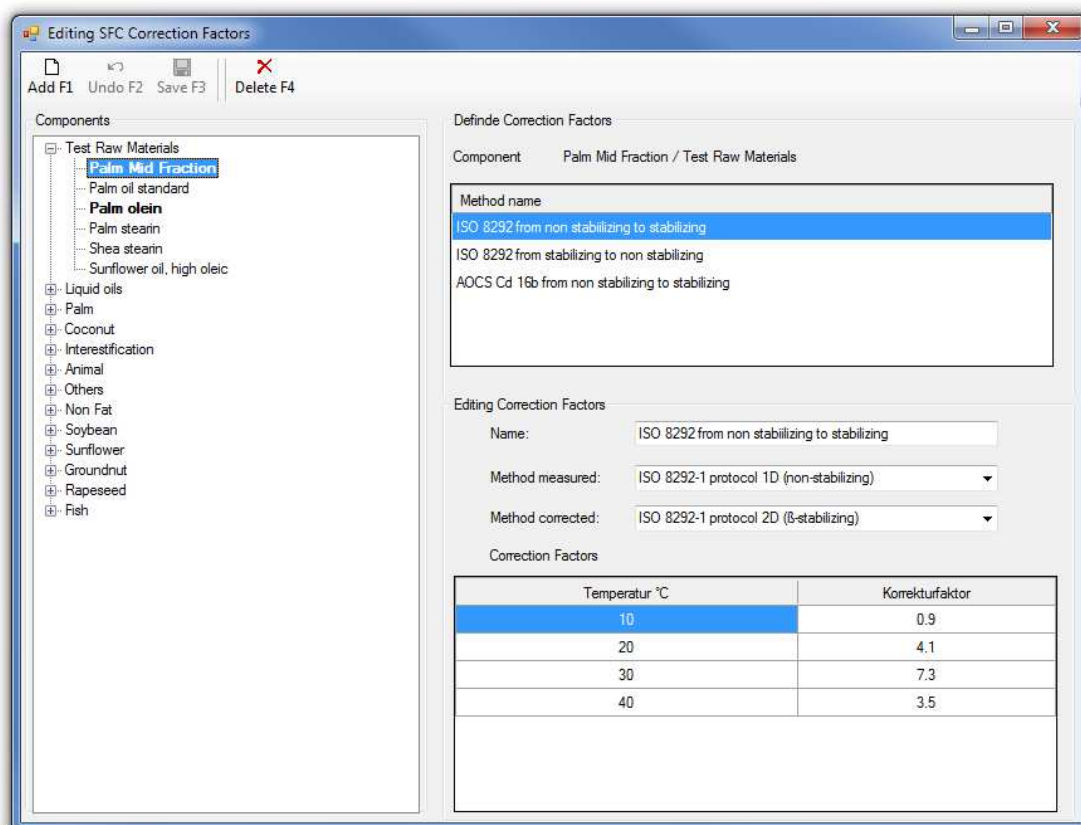 Editing SFC Correction Factors
Add F1 Undo F2 Save F3 Delete F4
Components
Test Raw Materials
Palm Mid Fraction
Palm oil standard
Palm olein
Palm stearin
Shea stearin
Sunflower oil, high oleic
Liquid oils
Palm
Coconut
Interestification
Animal
Others
Non Fat
Soybean
Sunflower
Groundnut
Rapeseed
Fish
Definde Correction Factors
Component Palm Mid Fraction / Test Raw Materials
Method name
ISO 8292 from non stabiilizing to stabilizing
ISO 8292 from stabilizing to non stabilizing
AOCS Cd 16b from non stabilizing to stabilizing
Editing Correction Factors
Name: ISO 8292 from non stabiilizing to stabilizing
Method measured: ISO 8292-1 protocol 1D (non-stabilizing)
Method corrected: ISO 8292-1 protocol 2D (ß-stabilizing)
Correction Factors
Temperatur °C Korrekturfaktor
10 0.9
20 4.1
30 7.3
40 3.5